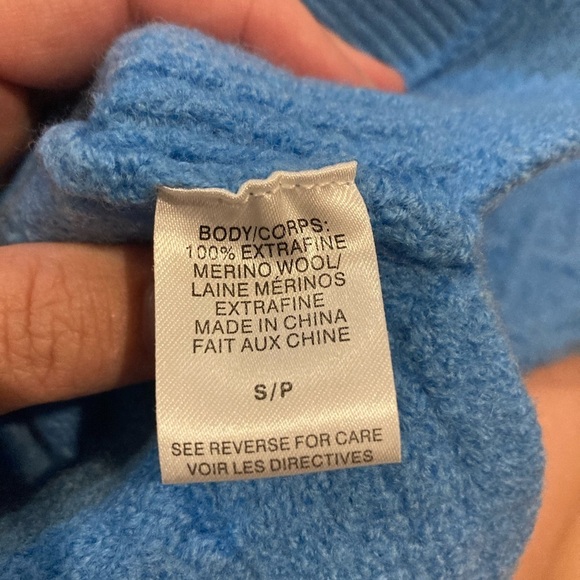 BODY/CORPS:
100% EXTRAFINE
MERINO WOOL/
LAINE MÉRINOS
EXTRAFINE
MADE IN CHINA
FAIT AUX CHINE
S/P
SEE REVERSE FOR CARE
VOIR LES DIRECTIVES